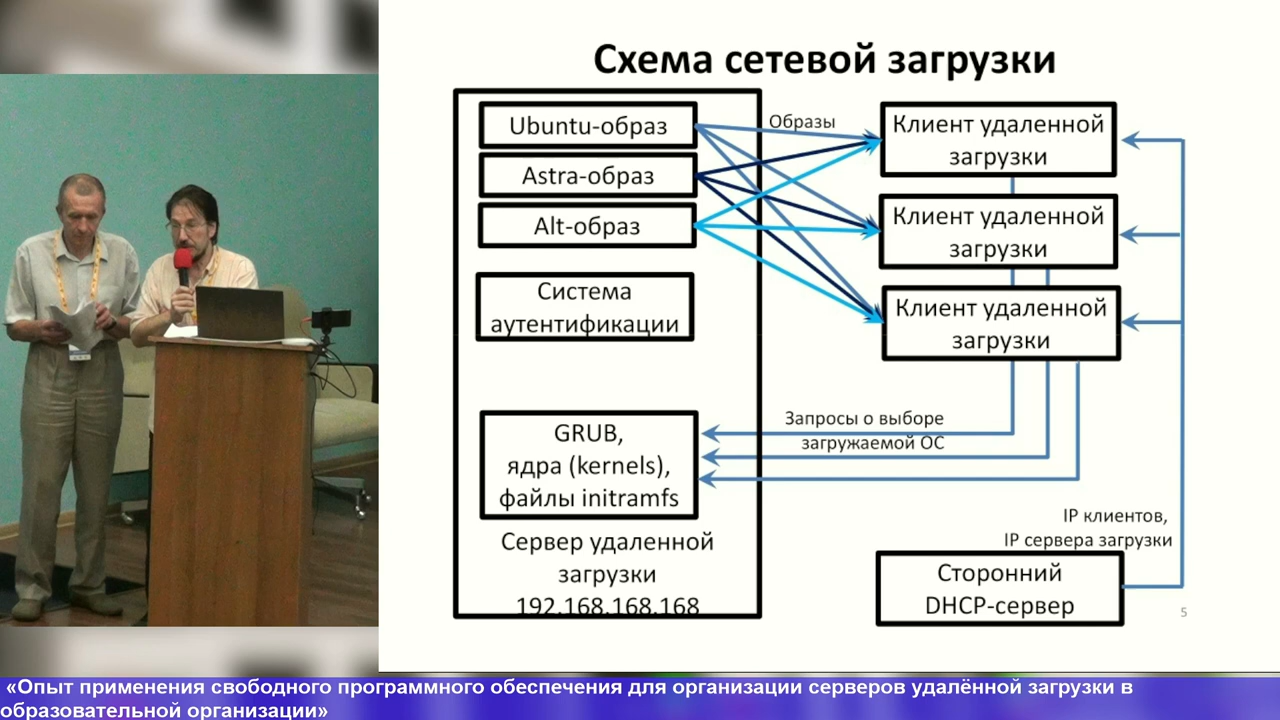 Схема сетевой загрузки
Ubuntu-образ
Astra-образ
Alt-образ
Система
аутентификации
GRUB,
ядра (kernels),
файлы initramfs
Сервер удаленной
загрузки
192.168.168.168
Образы
Клиент удаленной
загрузки
Клиент удаленной
загрузки
Клиент удаленной
загрузки
Запросы о выборе
загружаемой ОС
IP клиентов,
IP сервера загрузки
Сторонний
DHCP-сервер
5
«Опыт применения свободного программного обеспечения для организации серверов удалённой загрузки в
образовательной организации»